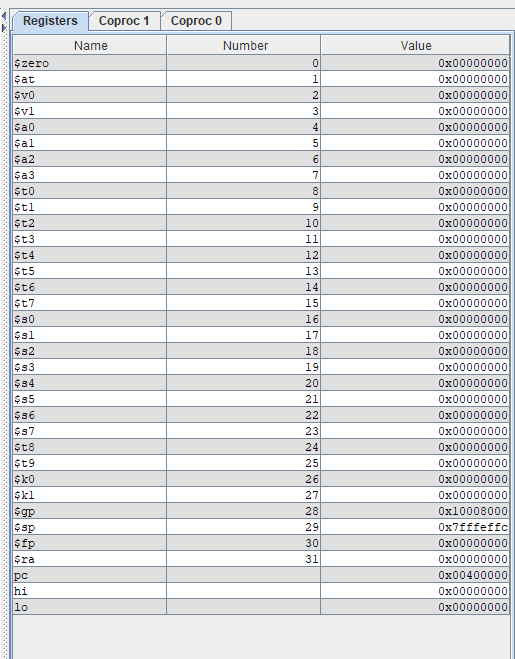 Registers Coproc 1 Coproc 0
Name Number Value
$zero 0 0x00000000
$at 1 0x00000000
$v0 2 0x00000000
$v1 3 0x00000000
$a0 4 0x00000000
$a1 5 0x00000000
$a2 6 0x00000000
$a3 7 0x00000000
$t0 8 0x00000000
$t1 9 0x00000000
$t2 10 0x00000000
$t3 11 0x00000000
$t4 12 0x00000000
$t5 13 0x00000000
$t6 14 0x00000000
$t7 15 0x00000000
$s0 16 0x00000000
$s1 17 0x00000000
$s2 18 0x00000000
$s3 19 0x00000000
$s4 20 0x00000000
$s5 21 0x00000000
$s6 22 0x00000000
$s7 23 0x00000000
$t8 24 0x00000000
$t9 25 0x00000000
$k0 26 0x00000000
$k1 27 0x00000000
$gp 28 0x10008000
$sp 29 0x7fffeffc
$fp 30 0x00000000
$ra 31 0x00000000
pc 0x00400000
hi 0x00000000
lo 0x00000000